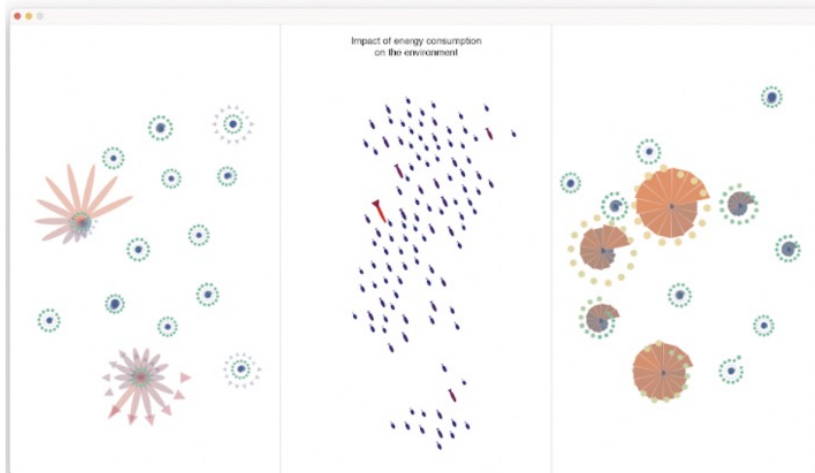 Impact of energy consumption
on the environment